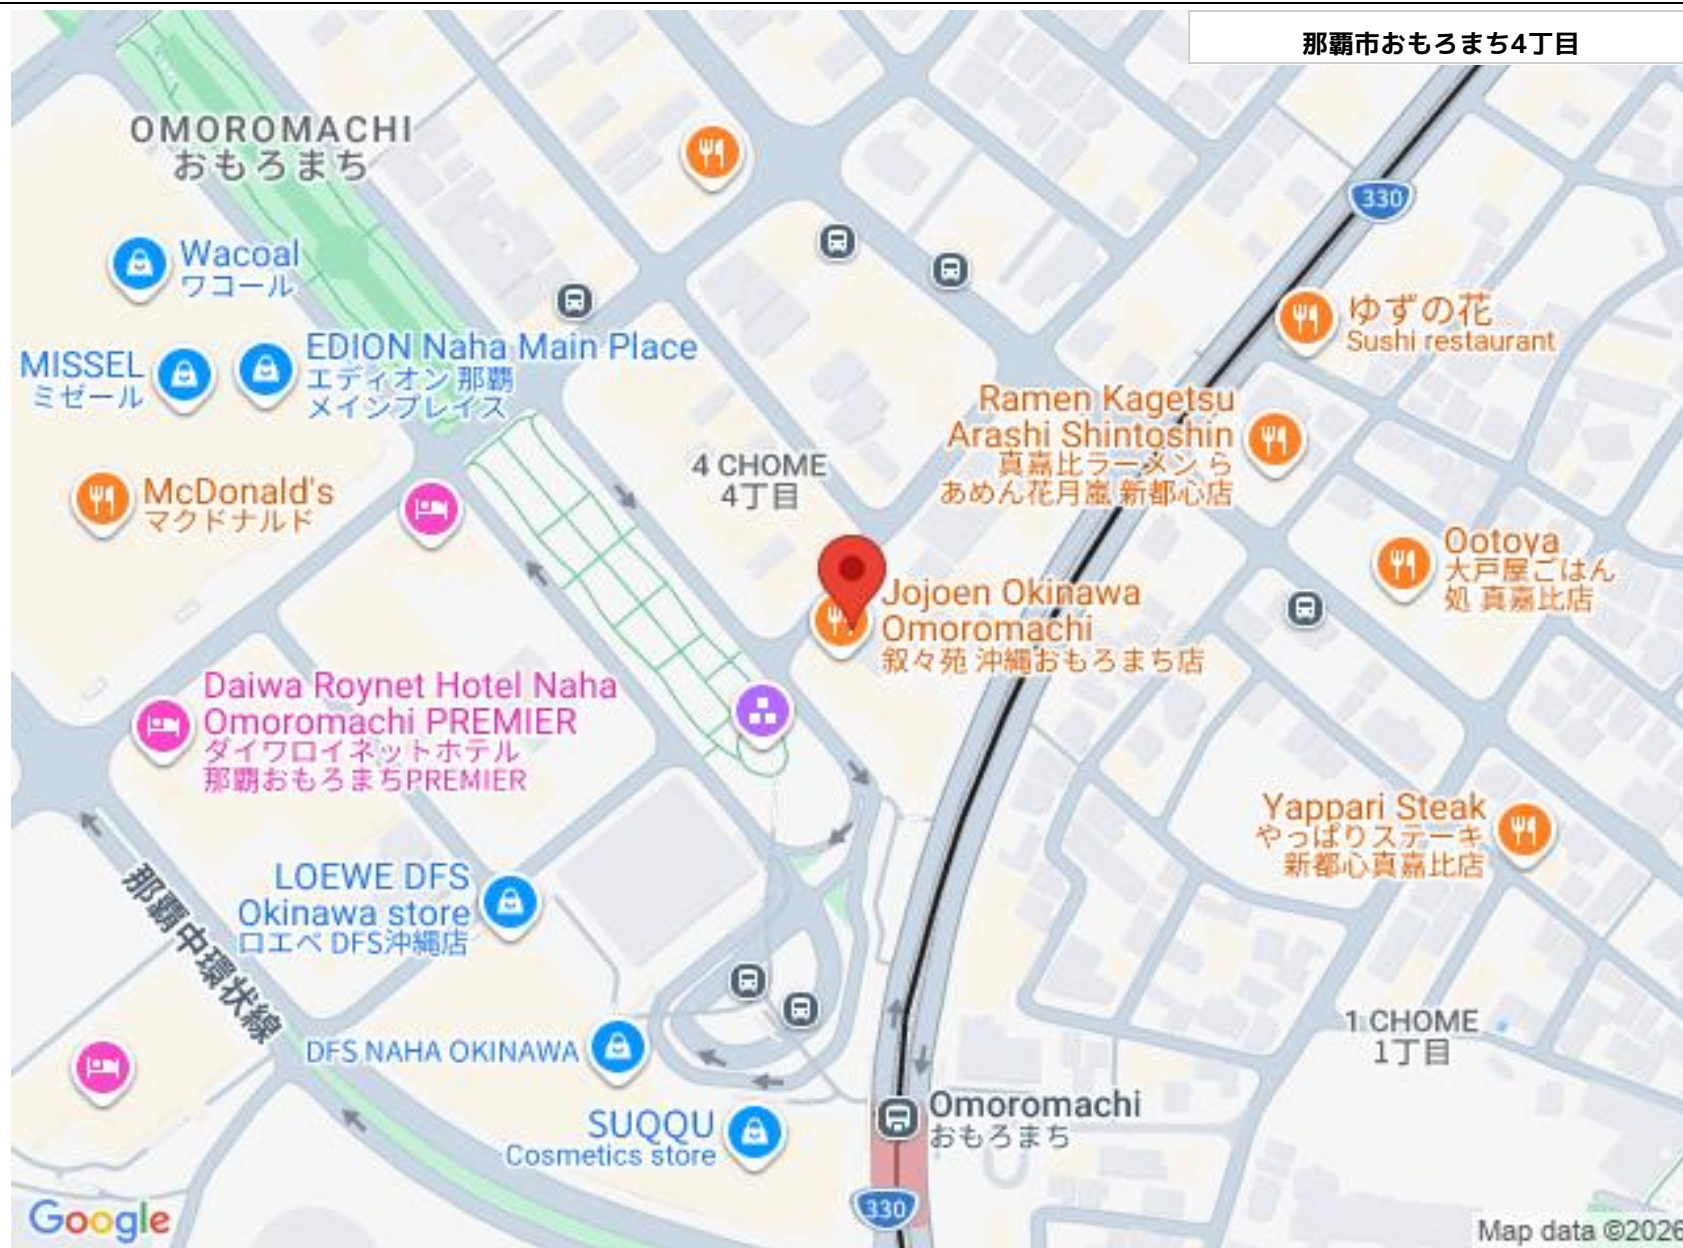 那覇市おもろまち4丁目
OMOROMACHI
おもろまち
330
Wacoal
ワコール
ゆずの花
Sushi restaurant
EDION Naha Main Place
エディオン 那覇
メインプレイス
MISSEL
ミゼール
Ramen Kagetsu
Arashi Shintoshin
真嘉比ラーメン ら
あめん花月嵐 新都心店
4 CHOME
4丁目
McDonald's
マクドナルド
Ootoya
大戸屋ごはん
処 真嘉比店
Jojoen Okinawa
Omoromachi
叙々苑 沖縄おもろまち店
Daiwa Roynet Hotel Naha
Omoromachi PREMIER
ダイワロイネットホテル
那覇おもろまちPREMIER
Yappari Steak
やっぱりステーキ
新都心真嘉比店
LOEWE DFS
Okinawa store
ロエベ DFS沖縄店
那覇中環状線
1 CHOME
1丁目
DFS NAHA OKINAWA
Omoromachi
おもろまち
SUQQU
Cosmetics store
330
Google
Map data ©2026